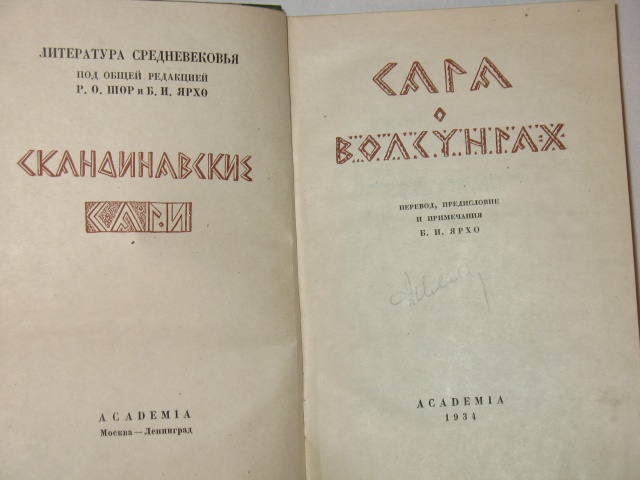 ЛИТЕРАТУРА СРЕДНЕВЕКОВЬЯ
ПОД ОБЩЕЙ РЕДАКЦИЕЙ
Р. О. ШОР и Б. И. ЯРХО
СКАНДИНАВСКИЕ
САГИ
ACADEMIA
Москва — Ленинград
САГА
О
ВОЛСУНГАХ
ПЕРЕВОД, ПРЕДИСЛОВИЕ
И ПРИМЕЧАНИЯ
Б. И. ЯРХО
ACADEMIA
1934